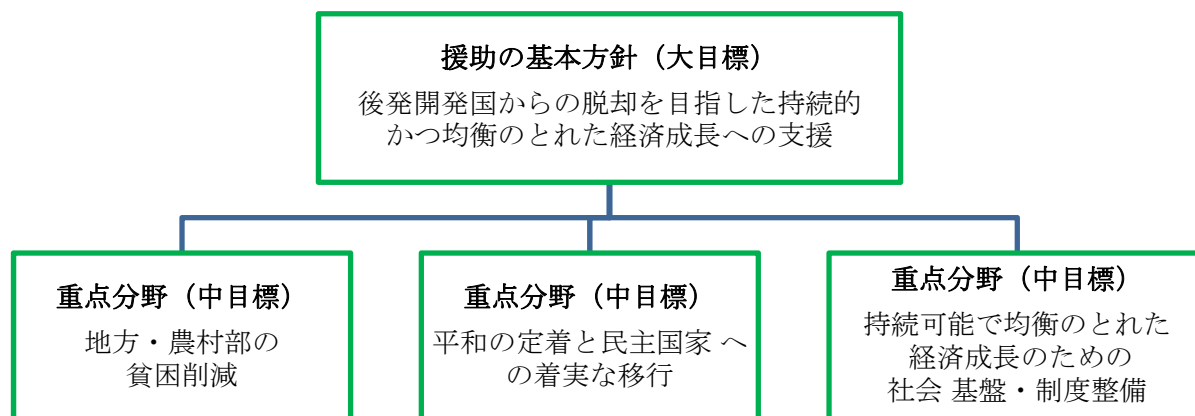 援助の基本方針（大目標）
後発開発国からの脱却を目指した持続的
かつ均衡のとれた経済成長への支援
重点分野（中目標）
地方・農村部の
貧困削減
重点分野（中目標）
平和の定着と民主国家 へ
の着実な移行
重点分野（中目標）
持続可能で均衡のとれた
経済成長のための
社会 基盤・制度整備